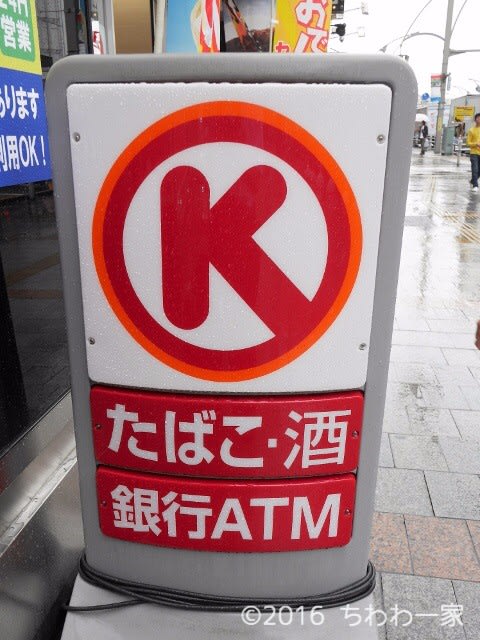 営業
あります
利用OK!
K
たばこ・酒
銀行ATM
©2016 ちわわ一家